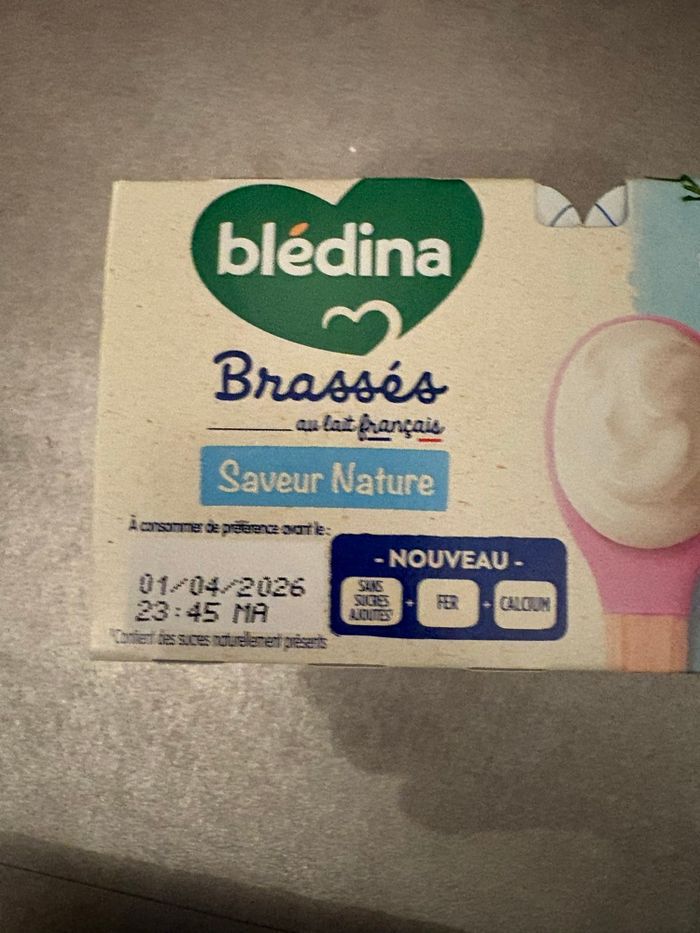 blédina
Brassés
au lait français
Saveur Nature
À consommer de préférence avant le :
01/04/2026
23:45 MA
- NOUVEAU -
SANS SUCRES AJOUTÉS* + FER + CALCIUM
*Contient des sucres naturellement présents